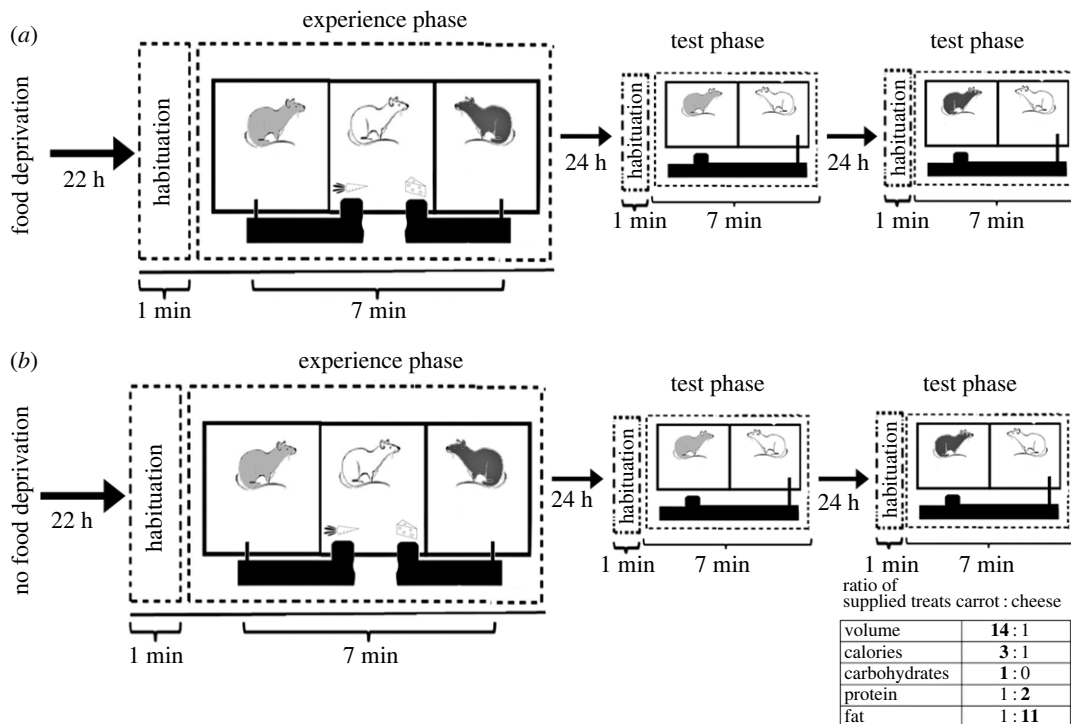 (a)
experience phase
test phase
test phase
food deprivation
22 h
habituation
24 h
habituation
24 h
habituation
1 min
7 min
1 min
7 min
1 min
7 min
(b)
experience phase
test phase
test phase
no food deprivation
22 h
habituation
24 h
habituation
24 h
habituation
1 min
7 min
1 min
7 min
1 min
7 min
ratio of
supplied treats carrot : cheese
volume 14 : 1
calories 3 : 1
carbohydrates 1 : 0
protein 1 : 2
fat 1 : 11